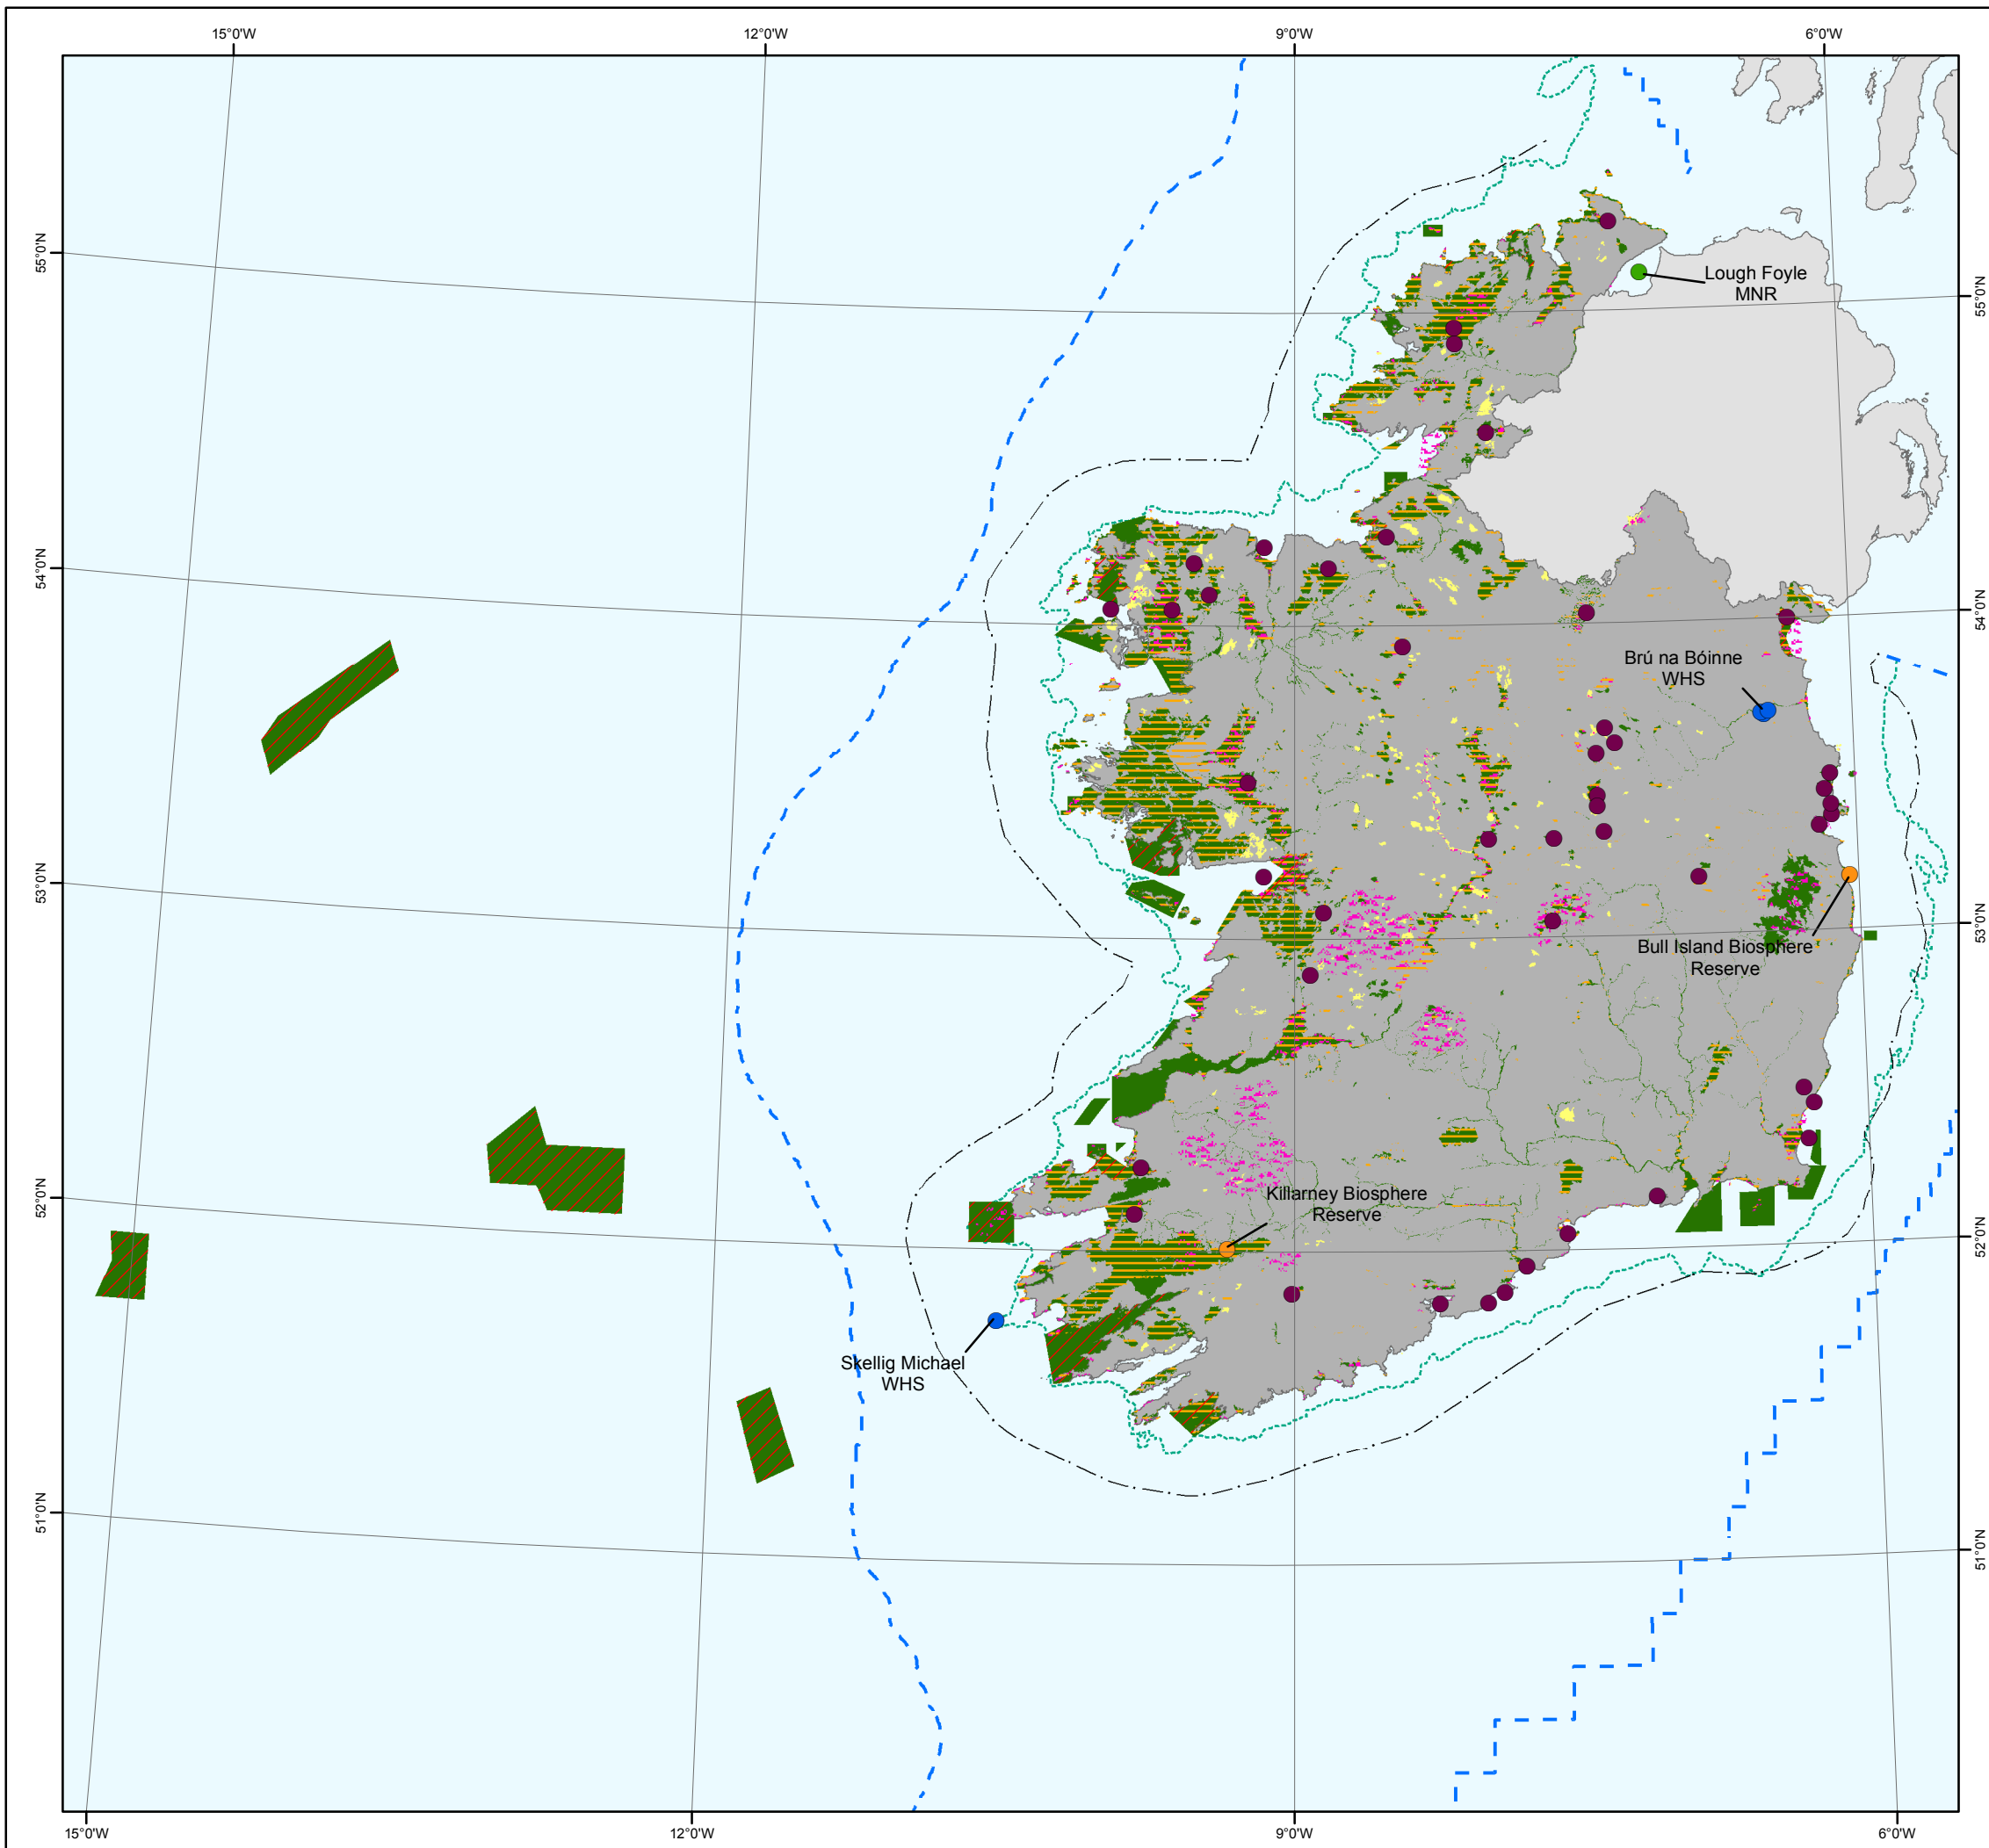 15°0'W
12°0'W
9°0'W
6°0'W
55°0'N
55°0'N
Lough Foyle
MNR
54°0'N
54°0'N
Brú na Bóinne
WHS
53°0'N
53°0'N
Bull Island Biosphere
Reserve
52°0'N
52°0'N
Killarney Biosphere
Reserve
Skellig Michael
WHS
51°0'N
51°0'N
15°0'W
12°0'W
9°0'W
6°0'W